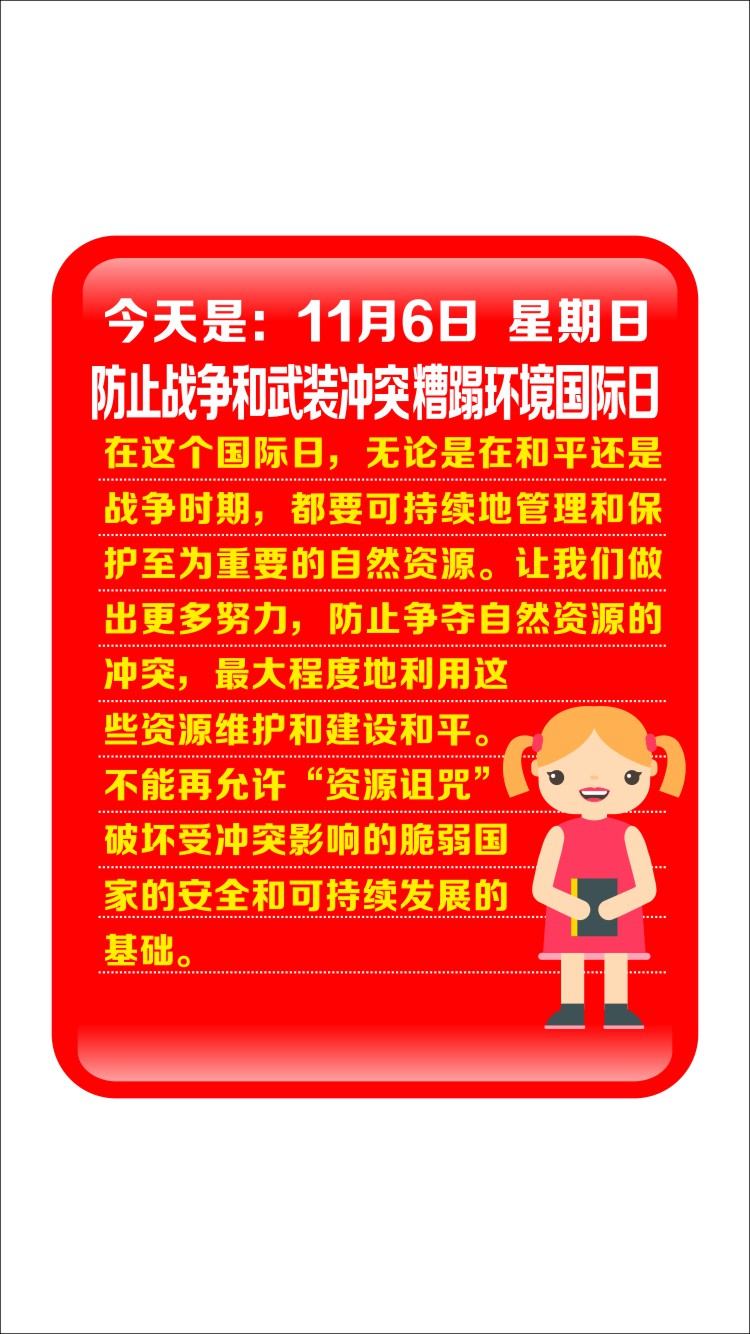 今天是：11月6日 星期日
防止战争和武装冲突糟蹋环境国际日
在这个国际日，无论是在和平还是
战争时期，都要可持续地管理和保
护至为重要的自然资源。让我们做
出更多努力，防止争夺自然资源的
冲突，最大程度地利用这
些资源维护和建设和平。
不能再允许“资源诅咒”
破坏受冲突影响的脆弱国
家的安全和可持续发展的
基础。